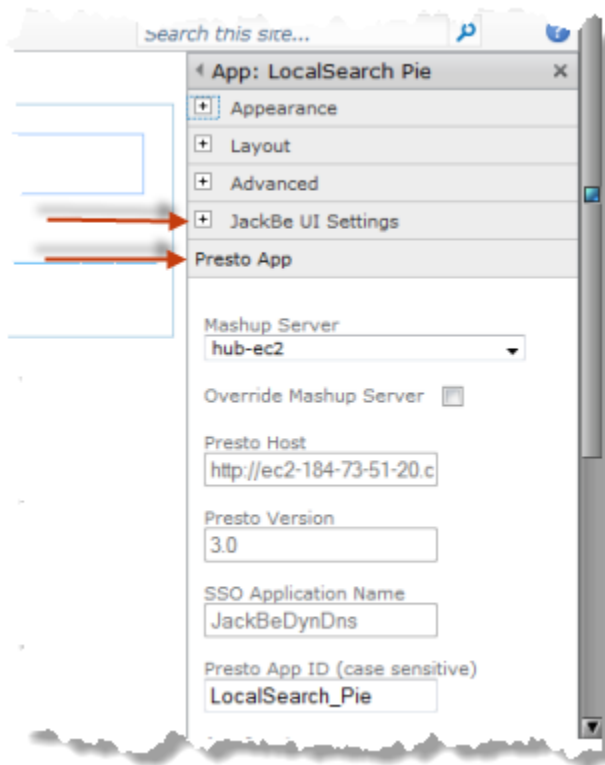 Search this site...
App: LocalSearch Pie
Appearance
Layout
Advanced
JackBe UI Settings
Presto App
Mashup Server
hub-ec2
Override Mashup Server
Presto Host
http://ec2-184-73-51-20.c
Presto Version
3.0
SSO Application Name
JackBeDynDns
Presto App ID (case sensitive)
LocalSearch_Pie